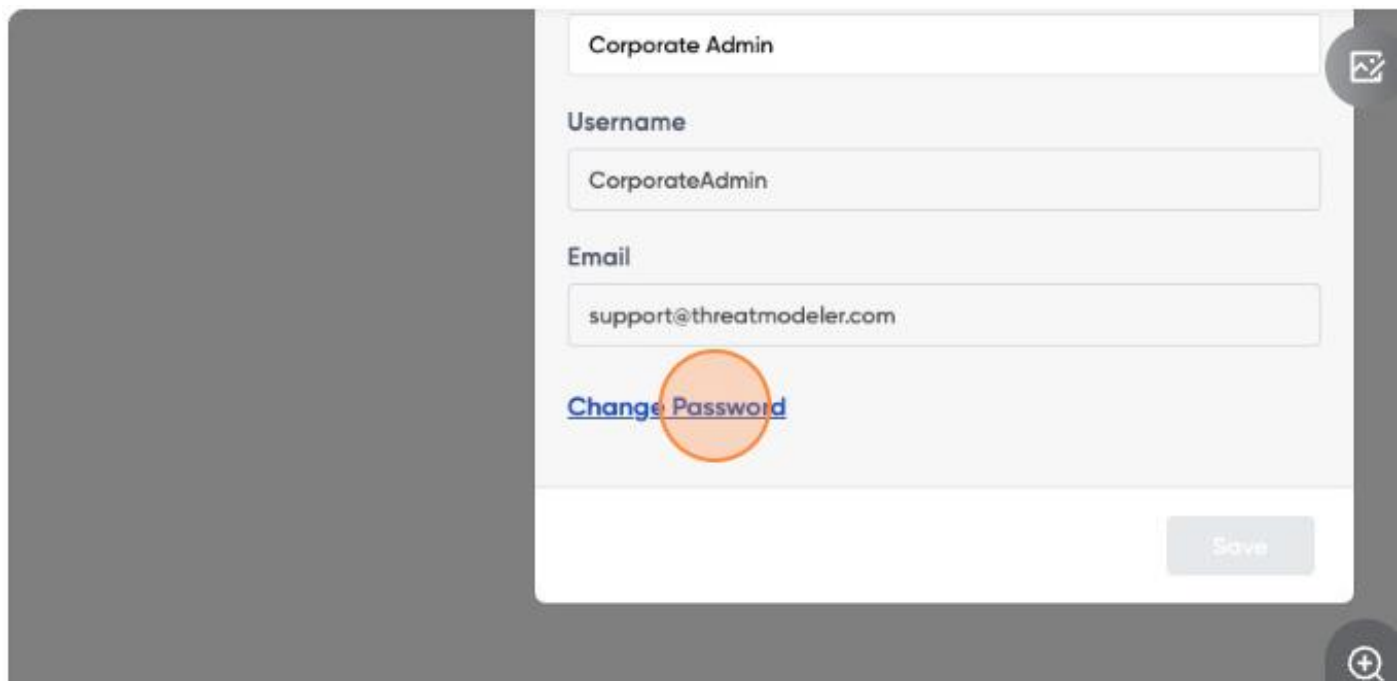 Corporate Admin
Username
CorporateAdmin
Email
support@threatmodeler.com
Change Password
Save